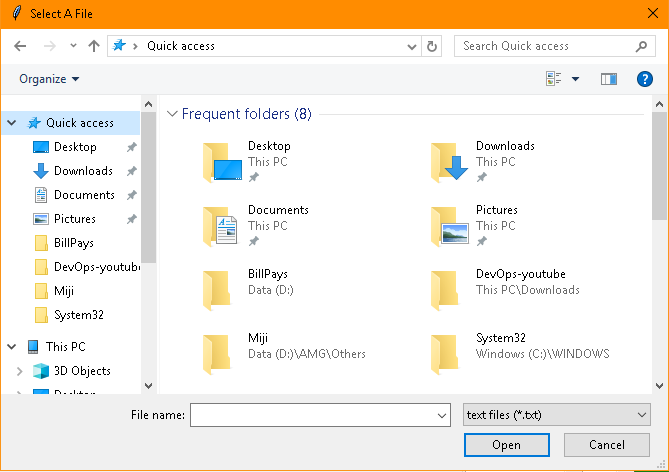 Select A File
Quick access
Search Quick access
Organize
?
Quick access
Desktop
Downloads
Documents
Pictures
BillPays
DevOps-youtube
Miji
System32
This PC
3D Objects
Desktop
Frequent folders (8)
Desktop
This PC
Downloads
This PC
Documents
This PC
Pictures
This PC
BillPays
Data (D:)
DevOps-youtube
This PC\Downloads
Miji
Data (D:)\AMG\Others
System32
Windows (C:)\WINDOWS
File name:
text files (*.txt)
Open
Cancel